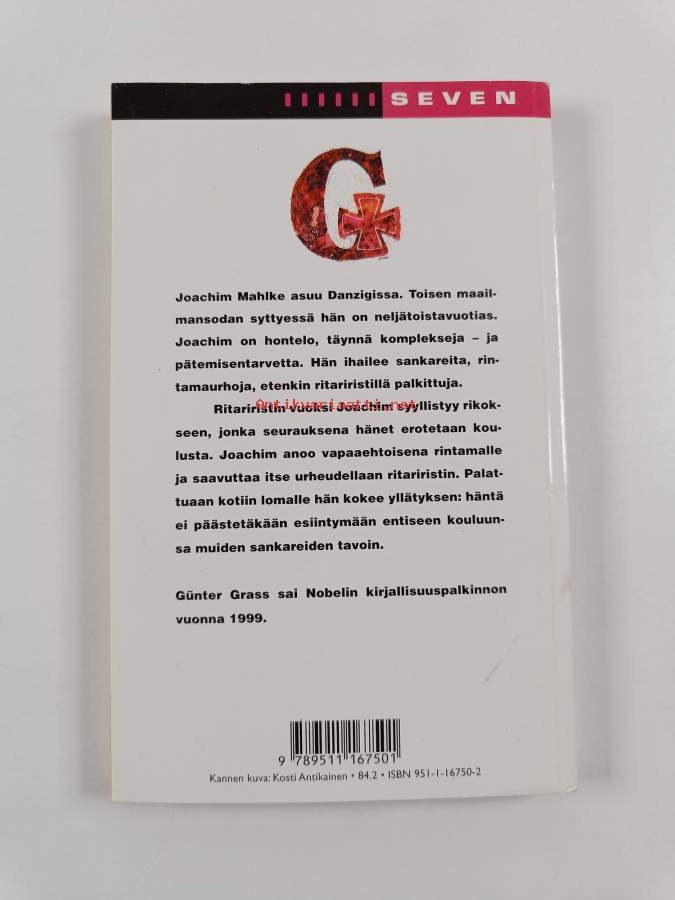 SEVEN
G
Joachim Mahlke asuu Danzigissa. Toisen maail-
mansodan syttyessä hän on neljätoistavuotias.
Joachim on hontelo, täynnä komplekseja – ja
pätemisentarvetta. Hän ihailee sankareita, rin-
tamaurhoja, etenkin ritariristillä palkittuja.
Antikvariaatti.net
Ritariristin vuoksi Joachim syyllistyy rikok-
seen, jonka seurauksena hänet erotetaan kou-
lusta. Joachim anoo vapaaehtoisena rintamalle
ja saavuttaa itse urheudellaan ritariristin. Palat-
tuaan kotiin lomalle hän kokee yllätyksen: häntä
ei päästetäkään esiintymään entiseen kouluun-
sa muiden sankareiden tavoin.
Günter Grass sai Nobelin kirjallisuuspalkinnon
vuonna 1999.
9 789511 167501
Kannen kuva: Kosti Antikainen • 84.2 • ISBN 951-1-16750-2